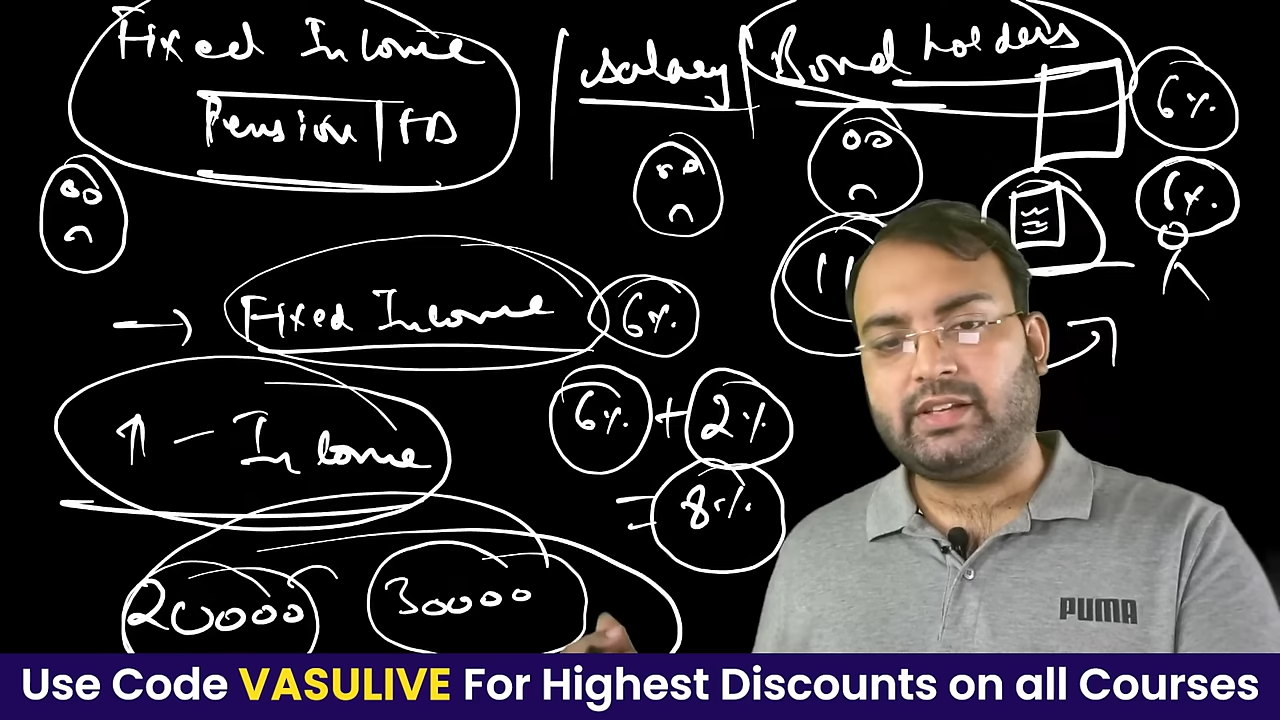 Fixed Income | salary | Bond holders
Pension | FD
6%
6%
11
→ Fixed Income 6%
↑ - Income 6% + 2%
= 8%
20000 30000
PUMA
Use Code VASULIVE For Highest Discounts on all Courses